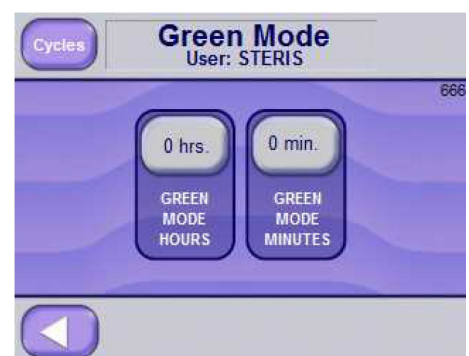 Cycles
Green Mode
User: STERIS
666
0 hrs.
GREEN
MODE
HOURS
0 min.
GREEN
MODE
MINUTES